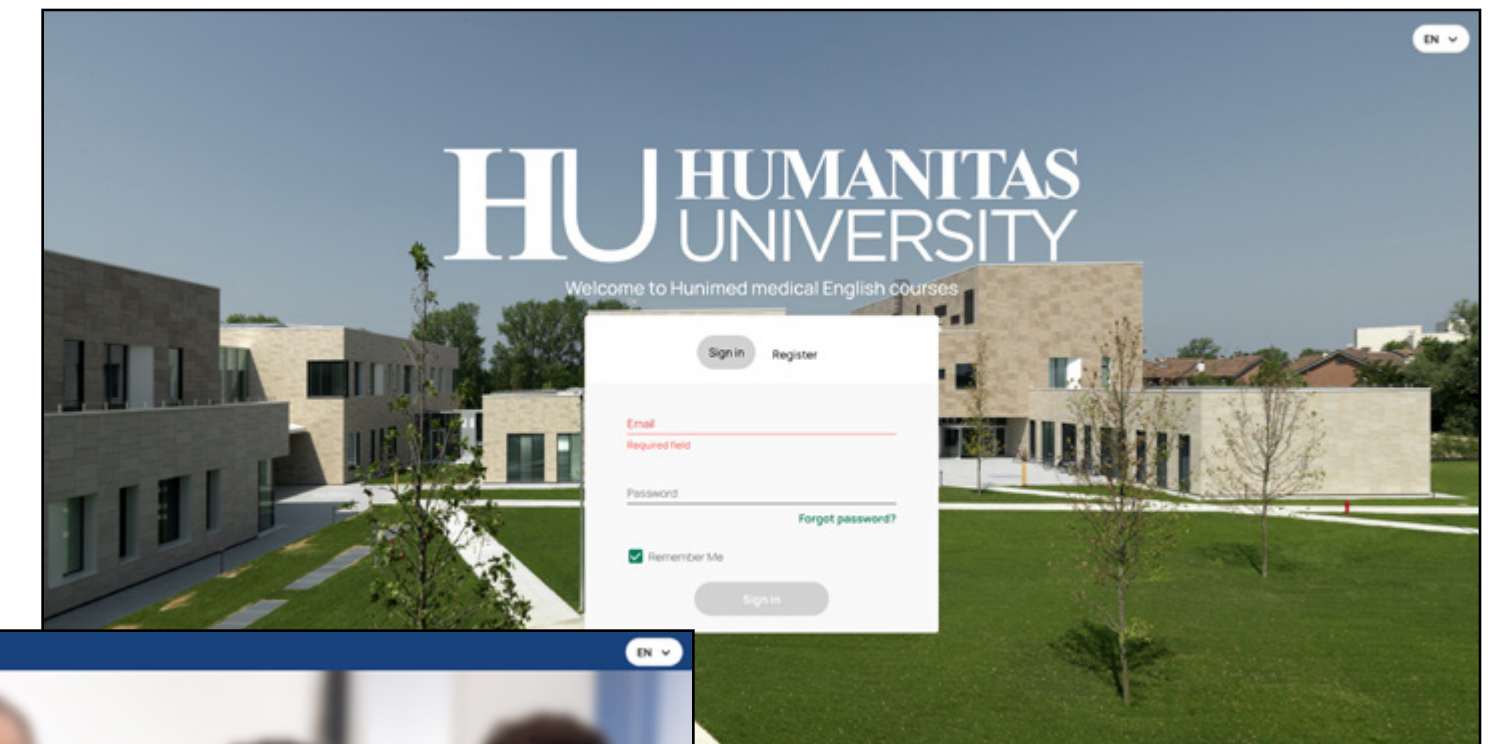 EN
HU HUMANITAS
UNIVERSITY
Welcome to Hunimed medical English courses
Sign in Register
Email
Required field
Password
Forgot password?
Remember Me
Sign in
EN